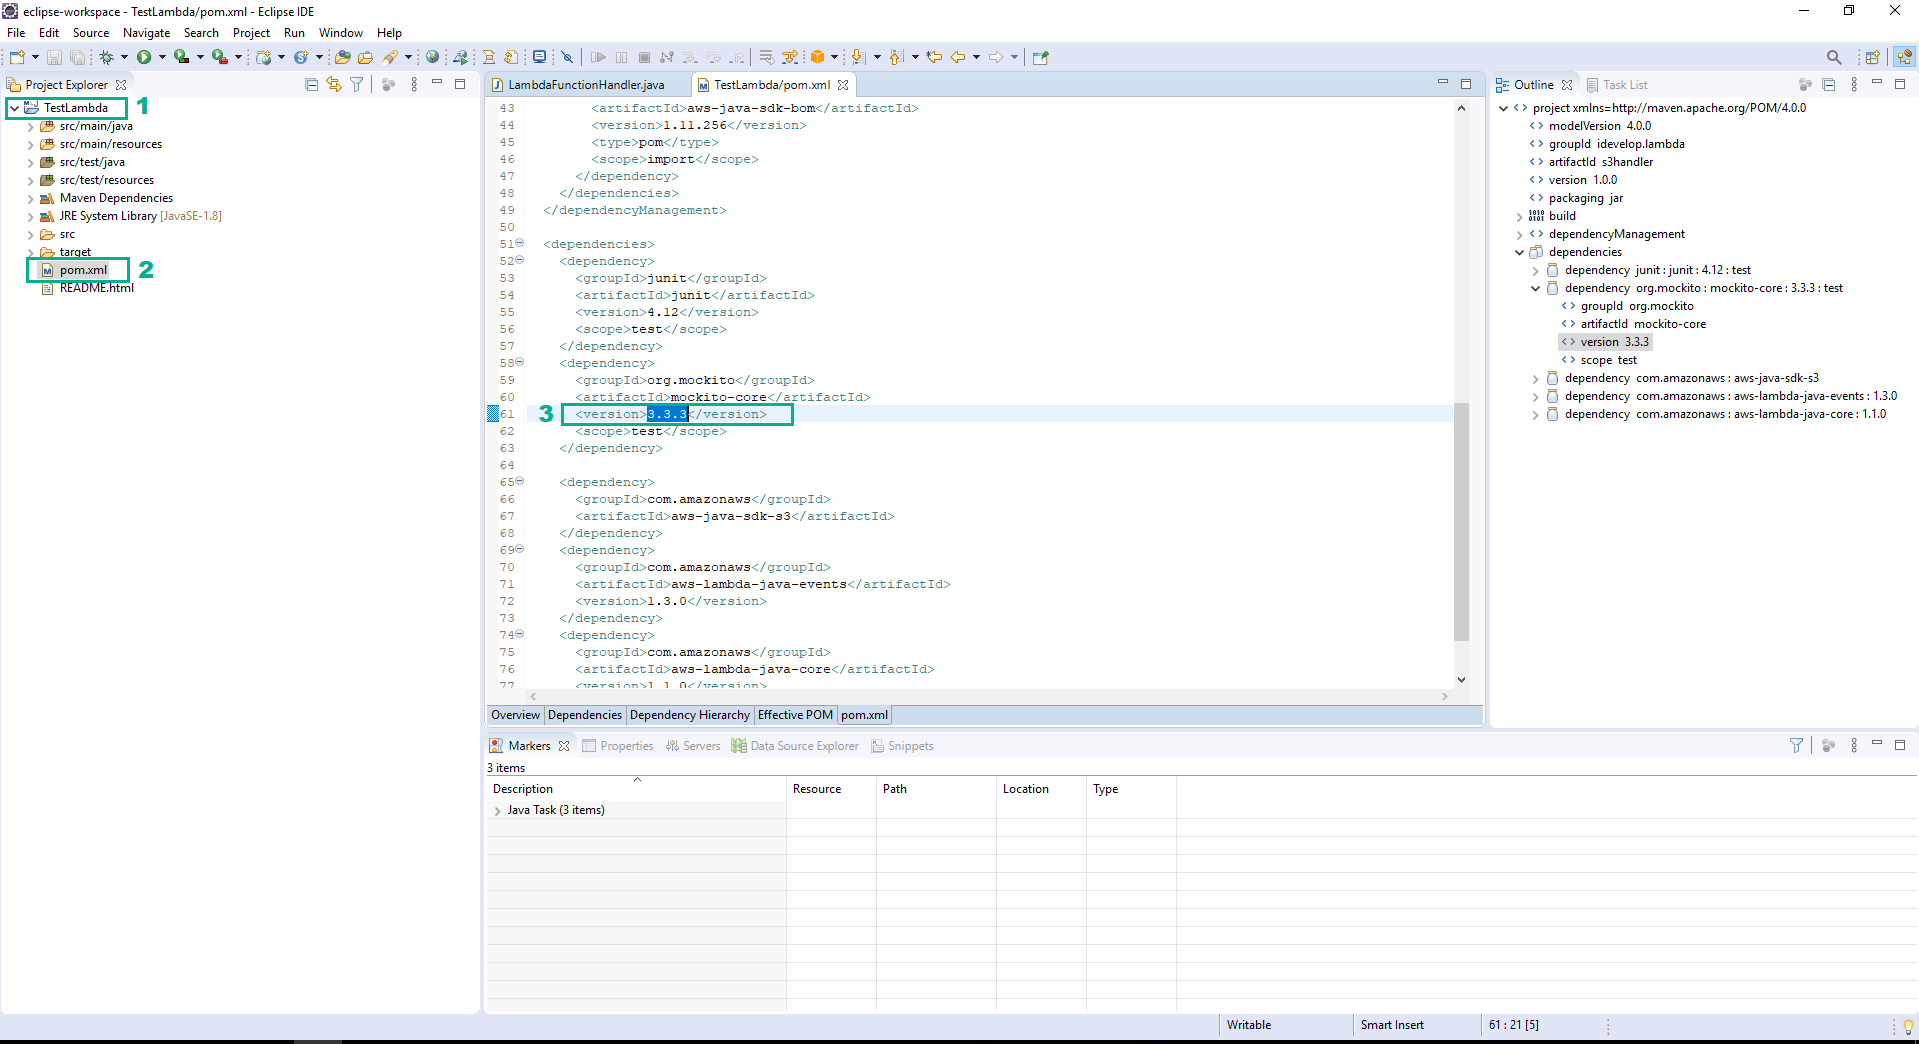 eclipse-workspace - TestLambda/pom.xml - Eclipse IDE
File Edit Source Navigate Search Project Run Window Help
Project Explorer
TestLambda 1
src/main/java
src/main/resources
src/test/java
src/test/resources
Maven Dependencies
JRE System Library [JavaSE-1.8]
src
target
pom.xml 2
README.html
LambdaFunctionHandler.java TestLambda/pom.xml
43 <artifactId>aws-java-sdk-bom</artifactId>
44 <version>1.11.256</version>
45 <type>pom</type>
46 <scope>import</scope>
47 </dependency>
48 </dependencies>
49 </dependencyManagement>
50
51 <dependencies>
52 <dependency>
53 <groupId>junit</groupId>
54 <artifactId>junit</artifactId>
55 <version>4.12</version>
56 <scope>test</scope>
57 </dependency>
58 <dependency>
59 <groupId>org.mockito</groupId>
60 <artifactId>mockito-core</artifactId>
61 3 <version>3.3.3</version>
62 <scope>test</scope>
63 </dependency>
64
65 <dependency>
66 <groupId>com.amazonaws</groupId>
67 <artifactId>aws-java-sdk-s3</artifactId>
68 </dependency>
69 <dependency>
70 <groupId>com.amazonaws</groupId>
71 <artifactId>aws-lambda-java-events</artifactId>
72 <version>1.3.0</version>
73 </dependency>
74 <dependency>
75 <groupId>com.amazonaws</groupId>
76 <artifactId>aws-lambda-java-core</artifactId>
77 <version>1.1.0</version>
Overview Dependencies Dependency Hierarchy Effective POM pom.xml
Outline Task List
project xmlns=http://maven.apache.org/POM/4.0.0
modelVersion 4.0.0
groupId idevelop.lambda
artifactId s3handler
version 1.0.0
packaging jar
build
dependencyManagement
dependencies
dependency junit : junit : 4.12 : test
dependency org.mockito : mockito-core : 3.3.3 : test
groupId org.mockito
artifactId mockito-core
version 3.3.3
scope test
dependency com.amazonaws : aws-java-sdk-s3
dependency com.amazonaws : aws-lambda-java-events : 1.3.0
dependency com.amazonaws : aws-lambda-java-core : 1.1.0
Markers Properties Servers Data Source Explorer Snippets
3 items
Description Resource Path Location Type
Java Task (3 items)
Writable Smart Insert 61 : 21 [5]